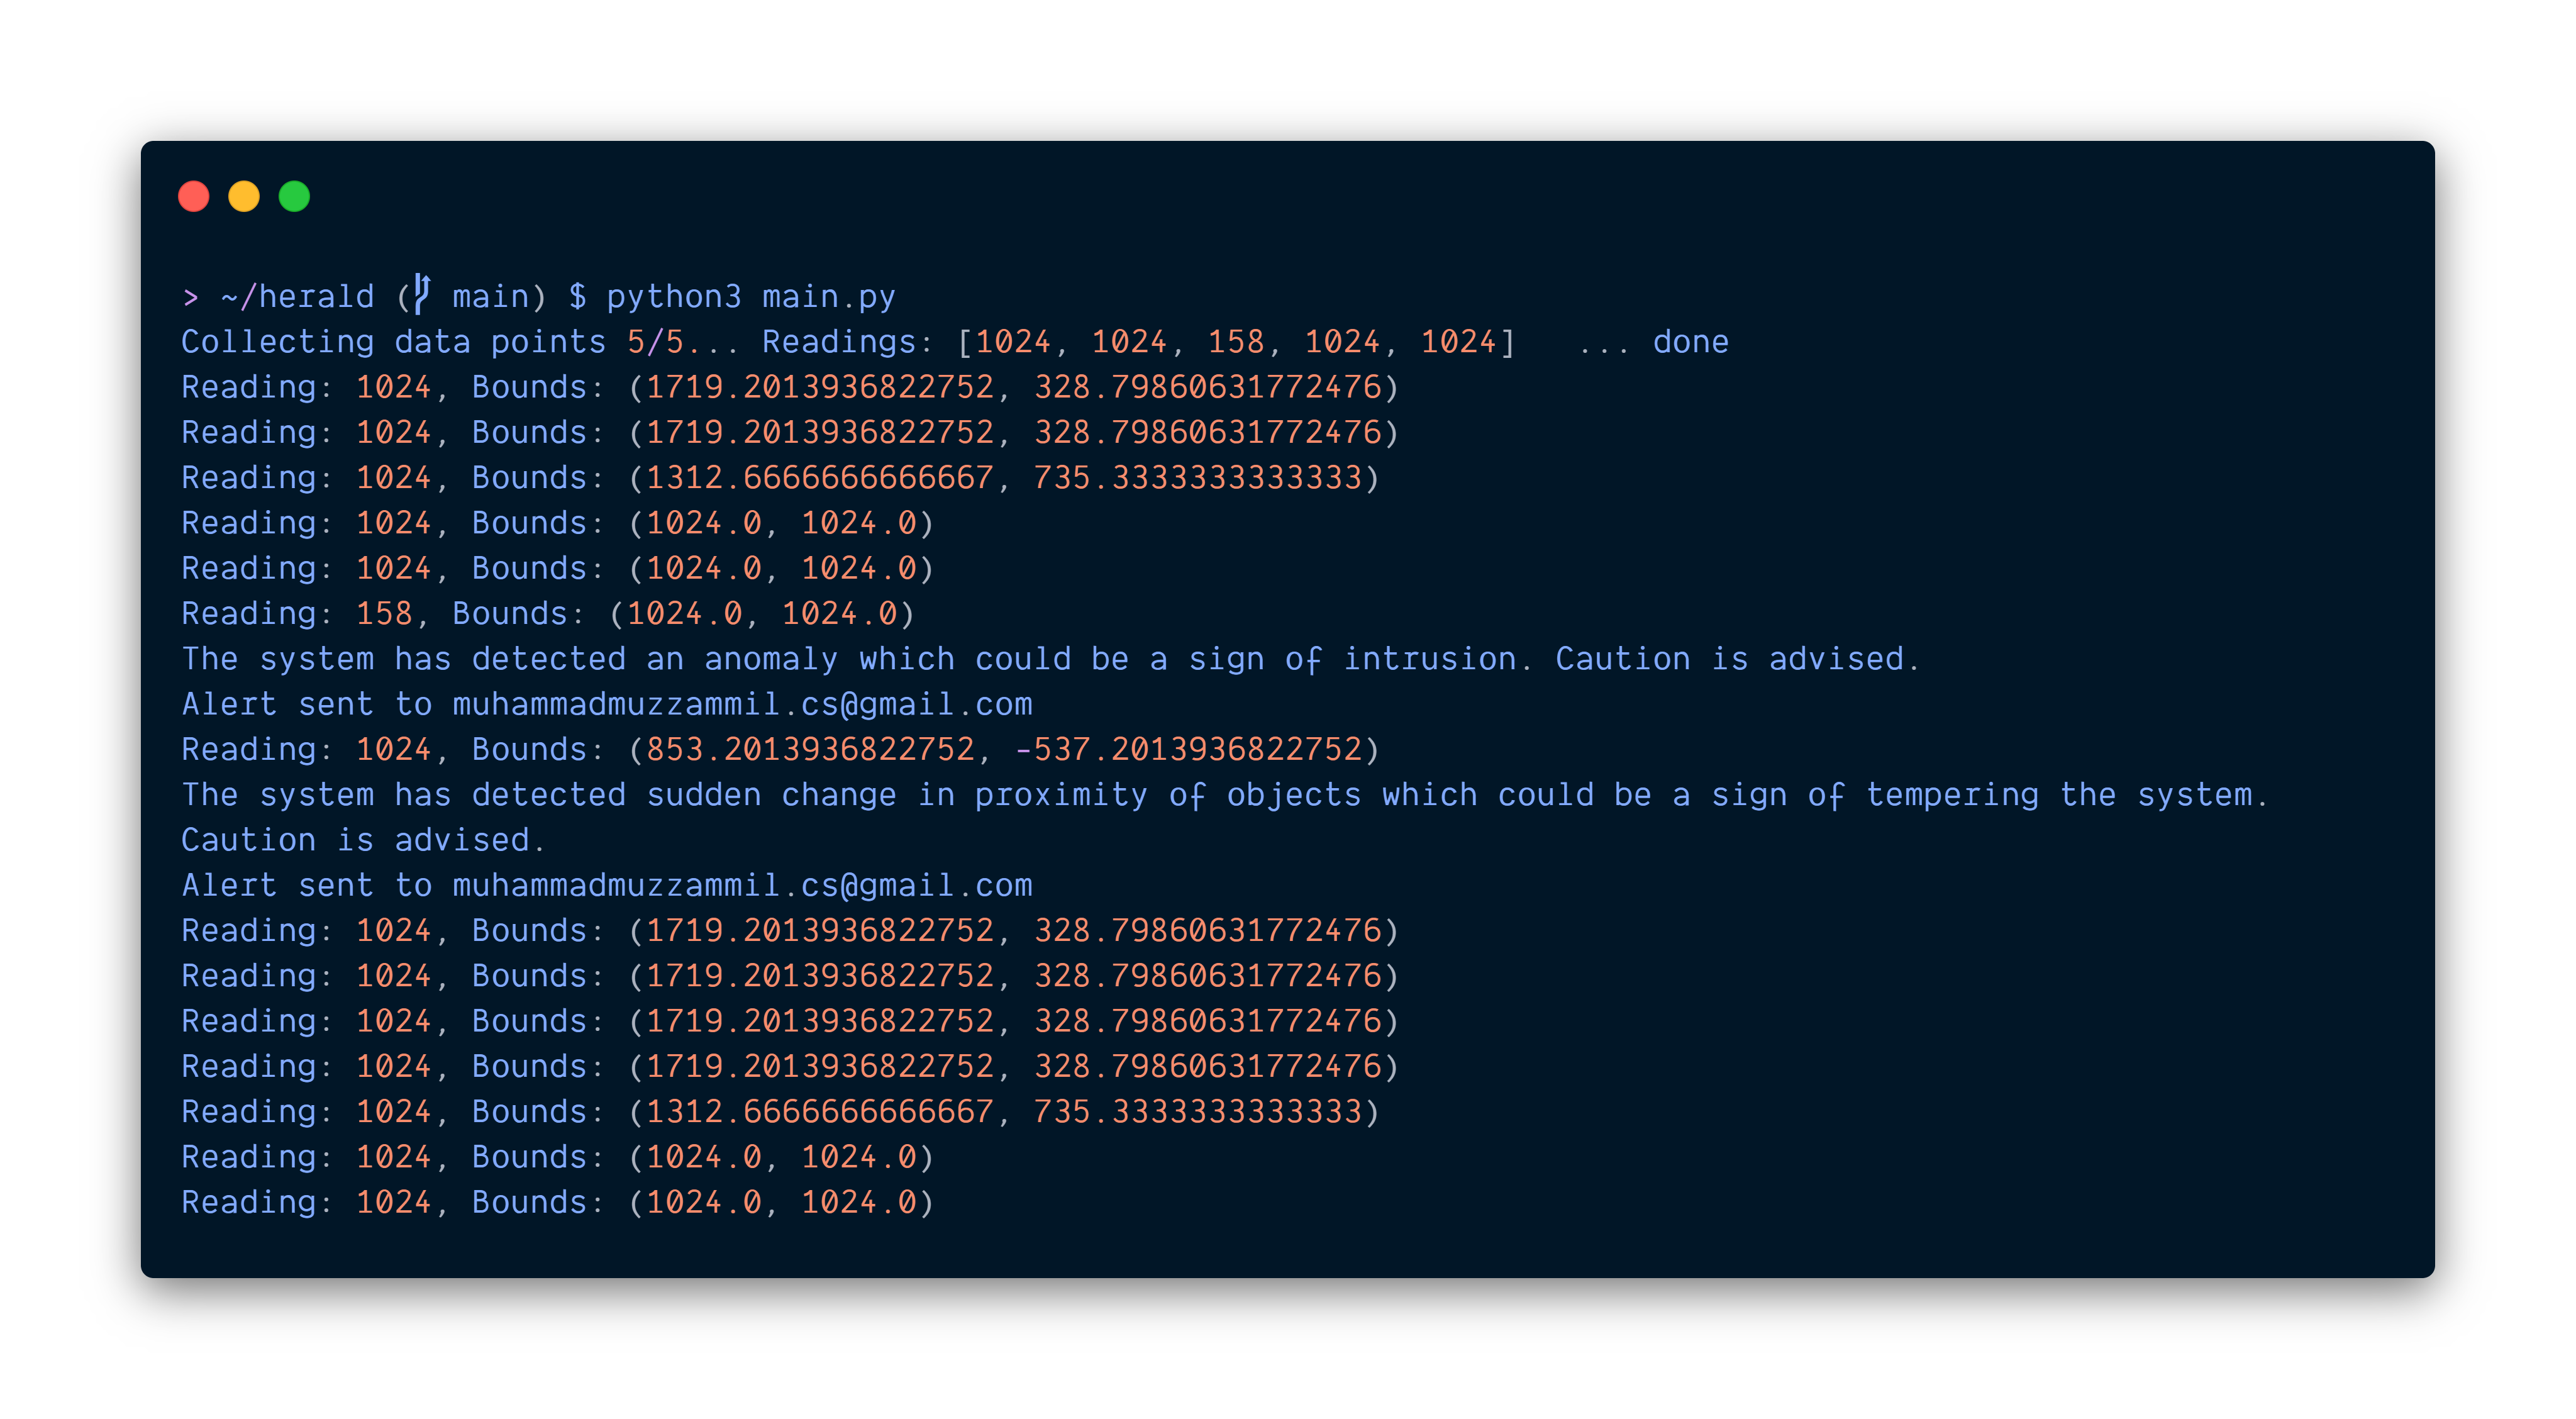 > ~/herald ( main) $ python3 main.py
Collecting data points 5/5... Readings: [1024, 1024, 158, 1024, 1024]   ... done
Reading: 1024, Bounds: (1719.2013936822752, 328.79860631772476)
Reading: 1024, Bounds: (1719.2013936822752, 328.79860631772476)
Reading: 1024, Bounds: (1312.6666666666667, 735.3333333333333)
Reading: 1024, Bounds: (1024.0, 1024.0)
Reading: 1024, Bounds: (1024.0, 1024.0)
Reading: 158, Bounds: (1024.0, 1024.0)
The system has detected an anomaly which could be a sign of intrusion. Caution is advised.
Alert sent to muhammadmuzzammil.cs@gmail.com
Reading: 1024, Bounds: (853.2013936822752, -537.2013936822752)
The system has detected sudden change in proximity of objects which could be a sign of tempering the system.
Caution is advised.
Alert sent to muhammadmuzzammil.cs@gmail.com
Reading: 1024, Bounds: (1719.2013936822752, 328.79860631772476)
Reading: 1024, Bounds: (1719.2013936822752, 328.79860631772476)
Reading: 1024, Bounds: (1719.2013936822752, 328.79860631772476)
Reading: 1024, Bounds: (1719.2013936822752, 328.79860631772476)
Reading: 1024, Bounds: (1312.6666666666667, 735.3333333333333)
Reading: 1024, Bounds: (1024.0, 1024.0)
Reading: 1024, Bounds: (1024.0, 1024.0)